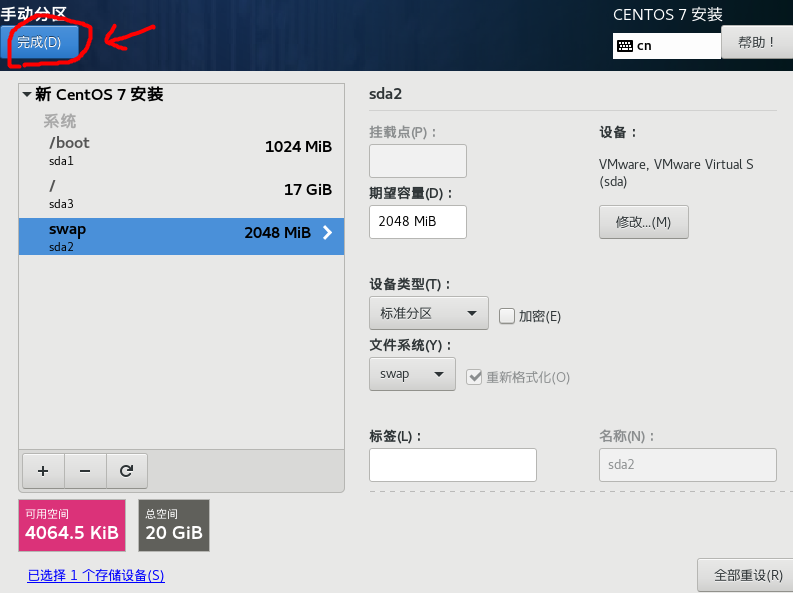 手动分区
CENTOS 7 安装
完成(D)
cn
帮助！
新 CentOS 7 安装
系统
/boot
1024 MiB
sda1
/
17 GiB
sda3
swap
2048 MiB
sda2
+
-
可用空间
4064.5 KiB
总空间
20 GiB
已选择 1 个存储设备(S)
sda2
挂载点(P)：
设备：
VMware, VMware Virtual S
(sda)
期望容量(D)：
2048 MiB
修改...(M)
设备类型(T)：
标准分区
加密(E)
文件系统(Y)：
swap
重新格式化(O)
标签(L)：
名称(N)：
sda2
全部重设(R)